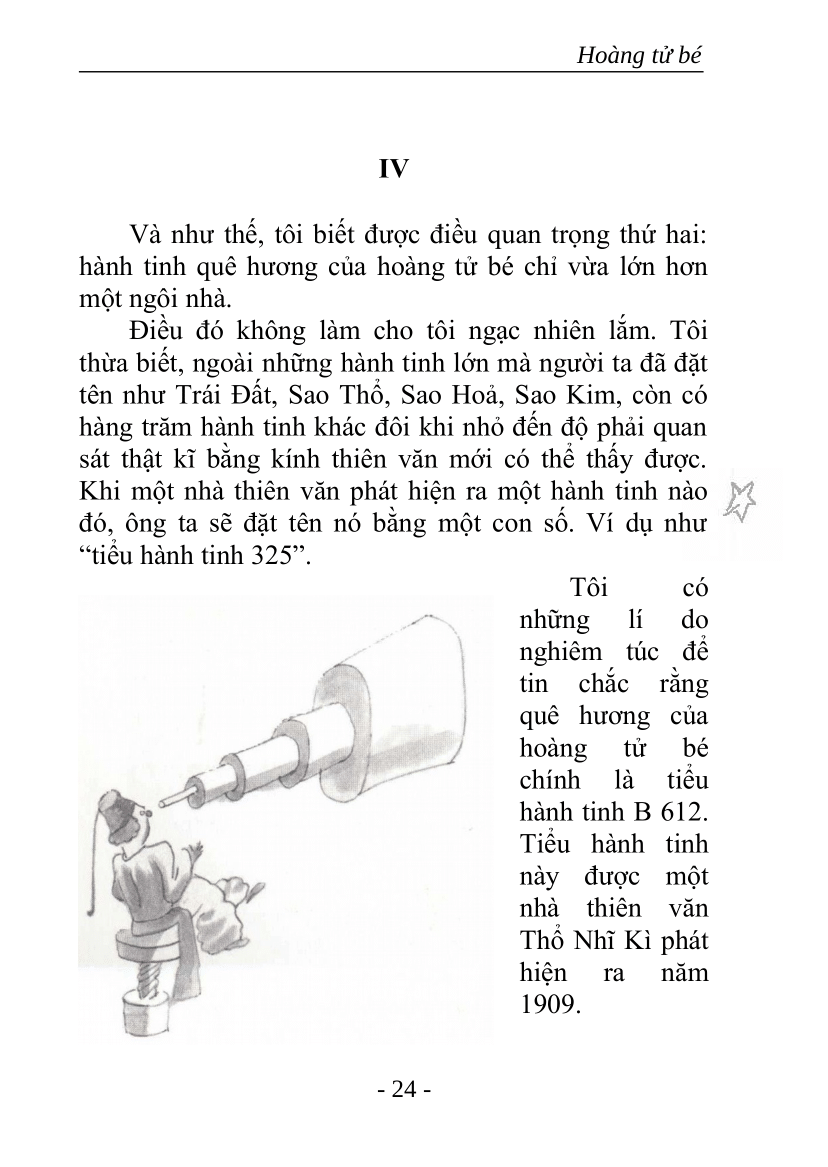 Hoàng tử bé
IV
Và như thế, tôi biết được điều quan trọng thứ hai:
hành tinh quê hương của hoàng tử bé chỉ vừa lớn hơn
một ngôi nhà.
Điều đó không làm cho tôi ngạc nhiên lắm. Tôi
thừa biết, ngoài những hành tinh lớn mà người ta đã đặt
tên như Trái Đất, Sao Thổ, Sao Hoả, Sao Kim, còn có
hàng trăm hành tinh khác đôi khi nhỏ đến độ phải quan
sát thật kĩ bằng kính thiên văn mới có thể thấy được.
Khi một nhà thiên văn phát hiện ra một hành tinh nào
đó, ông ta sẽ đặt tên nó bằng một con số. Ví dụ như
“tiểu hành tinh 325”.
Tôi có
những lí do
nghiêm túc để
tin chắc rằng
quê hương của
hoàng tử bé
chính là tiểu
hành tinh B 612.
Tiểu hành tinh
này được một
nhà thiên văn
Thổ Nhĩ Kì phát
hiện ra năm
1909.
- 24 -